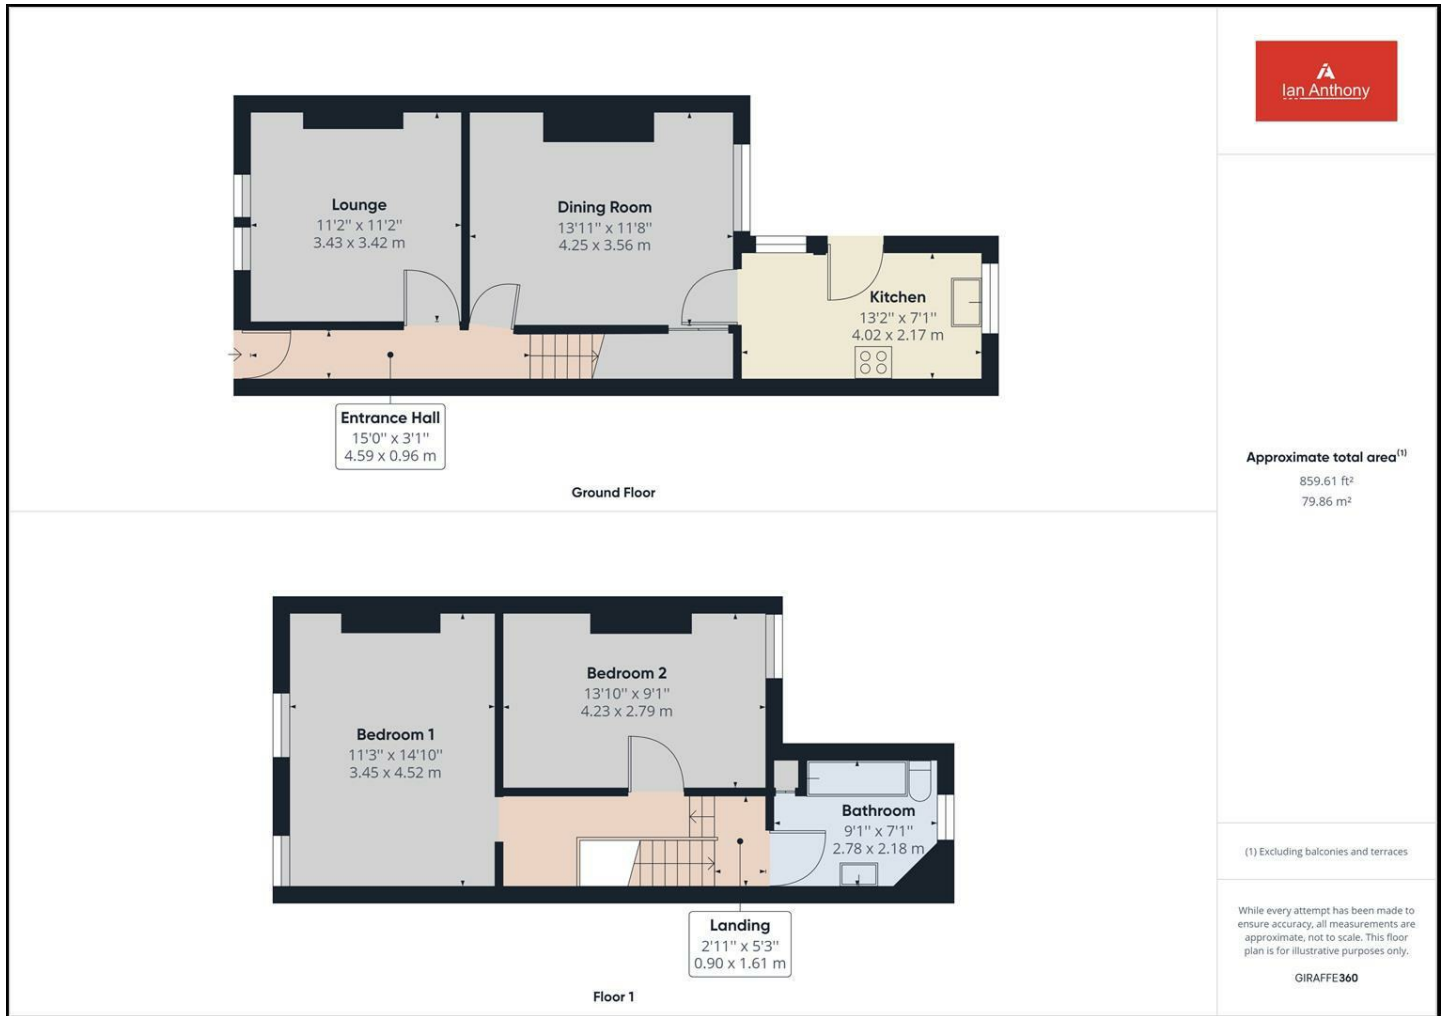 Ian Anthony
Lounge
11'2" x 11'2"
3.43 x 3.42 m
Dining Room
13'11" x 11'8"
4.25 x 3.56 m
Kitchen
13'2" x 7'1"
4.02 x 2.17 m
Entrance Hall
15'0" x 3'1"
4.59 x 0.96 m
Ground Floor
Bedroom 1
11'3" x 14'10"
3.45 x 4.52 m
Bedroom 2
13'10" x 9'1"
4.23 x 2.79 m
Bathroom
9'1" x 7'1"
2.78 x 2.18 m
Landing
2'11" x 5'3"
0.90 x 1.61 m
Floor 1
Approximate total area(1)
859.61 ft²
79.86 m²
(1) Excluding balconies and terraces
While every attempt has been made to
ensure accuracy, all measurements are
approximate, not to scale. This floor
plan is for illustrative purposes only.
GIRAFFE360